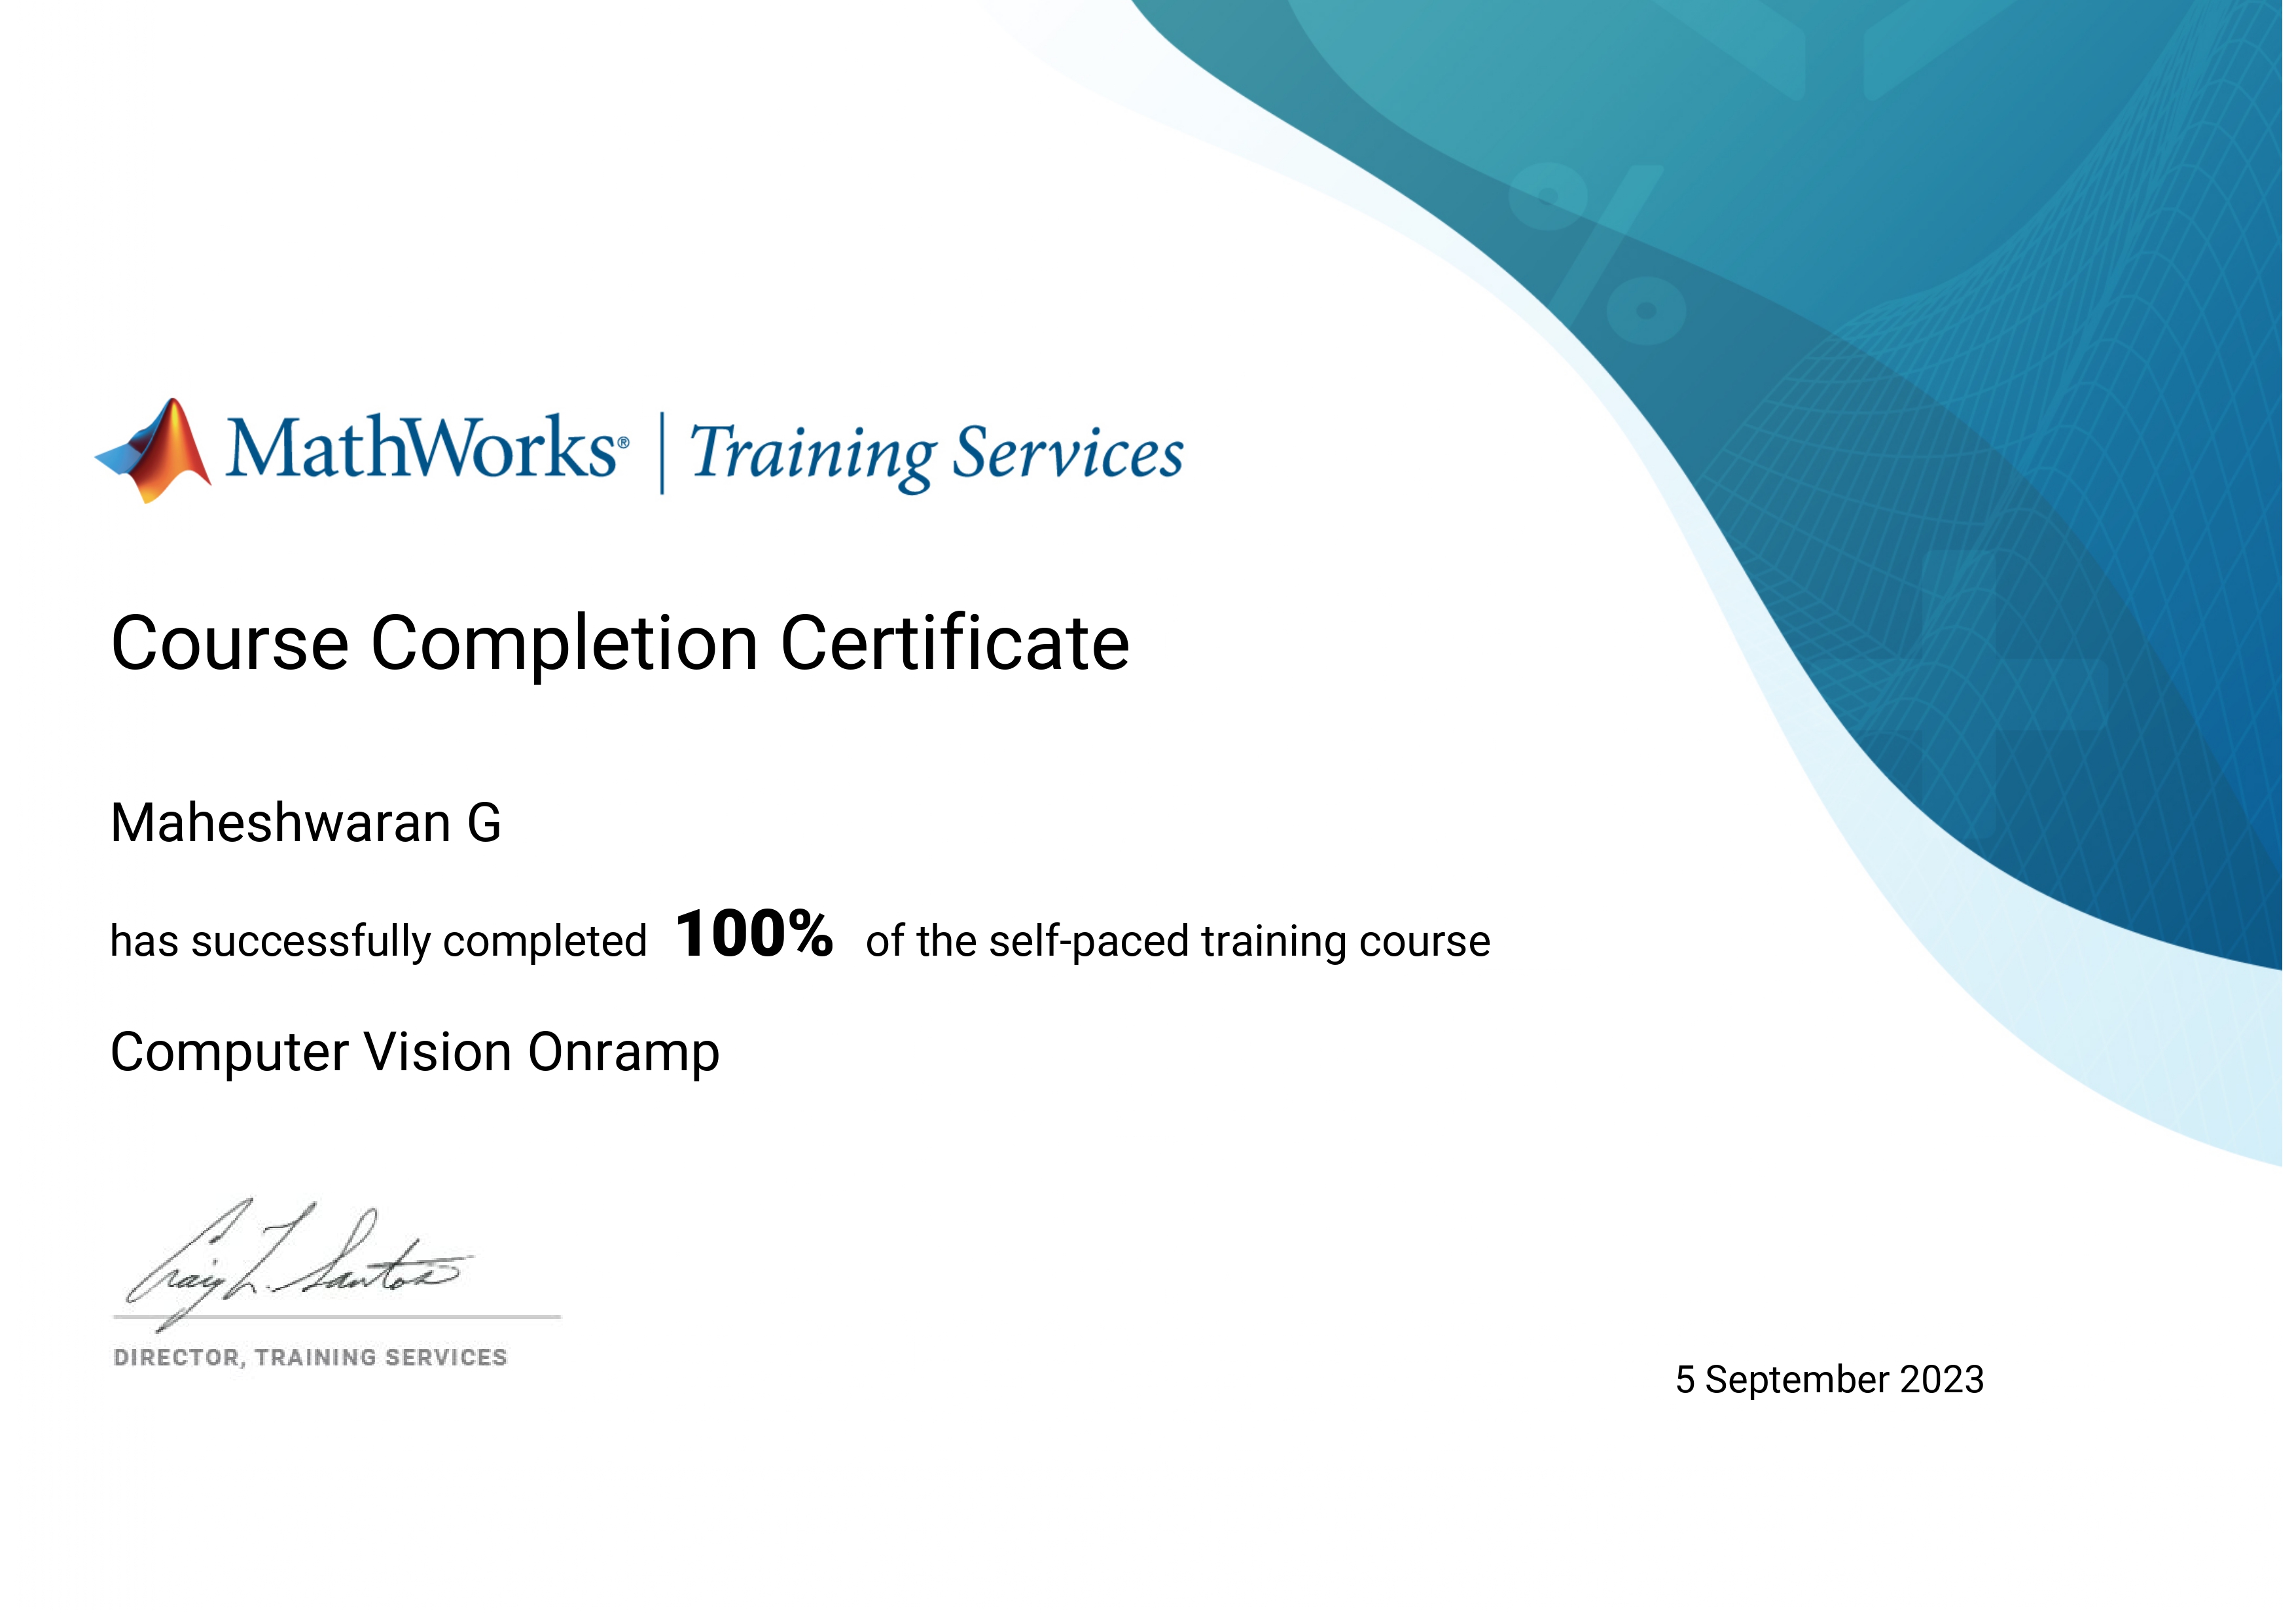 MathWorks® | Training Services
Course Completion Certificate
Maheshwaran G
has successfully completed 100% of the self-paced training course
Computer Vision Onramp
Craig L. Santos
DIRECTOR, TRAINING SERVICES
5 September 2023